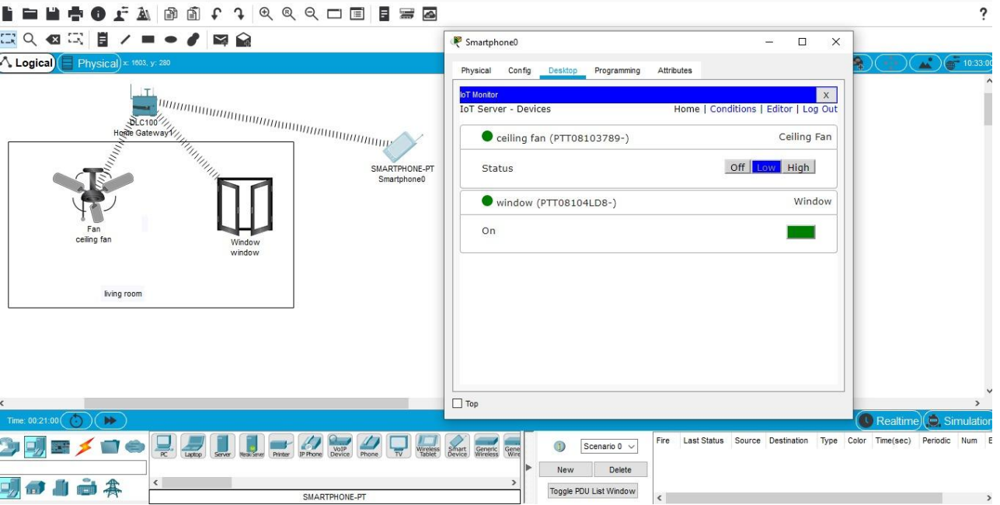 ?
Smartphone0
Logical
Physical
x: 1603, y: 280
10:33:00
Physical Config Desktop Programming Attributes
IoT Monitor X
IoT Server - Devices Home | Conditions | Editor | Log Out
ceiling fan (PTT08103789-) Ceiling Fan
Status Off Low High
window (PTT08104LD8-) Window
On
Top
DLC100
Home Gateway1
SMARTPHONE-PT
Smartphone0
Fan
ceiling fan
Window
window
living room
Time: 00:21:00
Realtime
Simulation
PC
Laptop
Server
Meraki Server
Printer
IP Phone
VoIP
Device
Phone
TV
Wireless
Tablet
Smart
Device
Generic
Wireless
Gene
Wire
SMARTPHONE-PT
Scenario 0
New Delete
Toggle PDU List Window
Fire Last Status Source Destination Type Color Time(sec) Periodic Num E